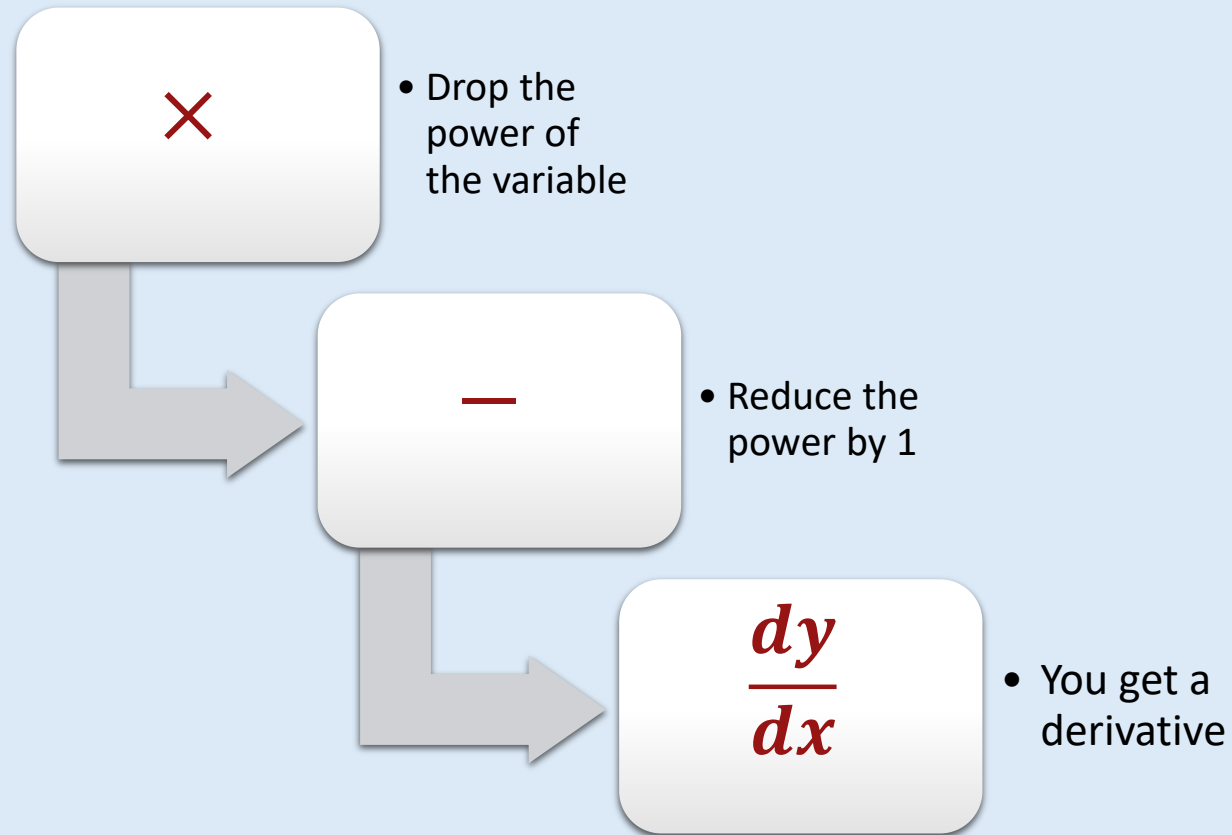 ×
• Drop the
power of
the variable
—
• Reduce the
power by 1
dy
dx
• You get a
derivative